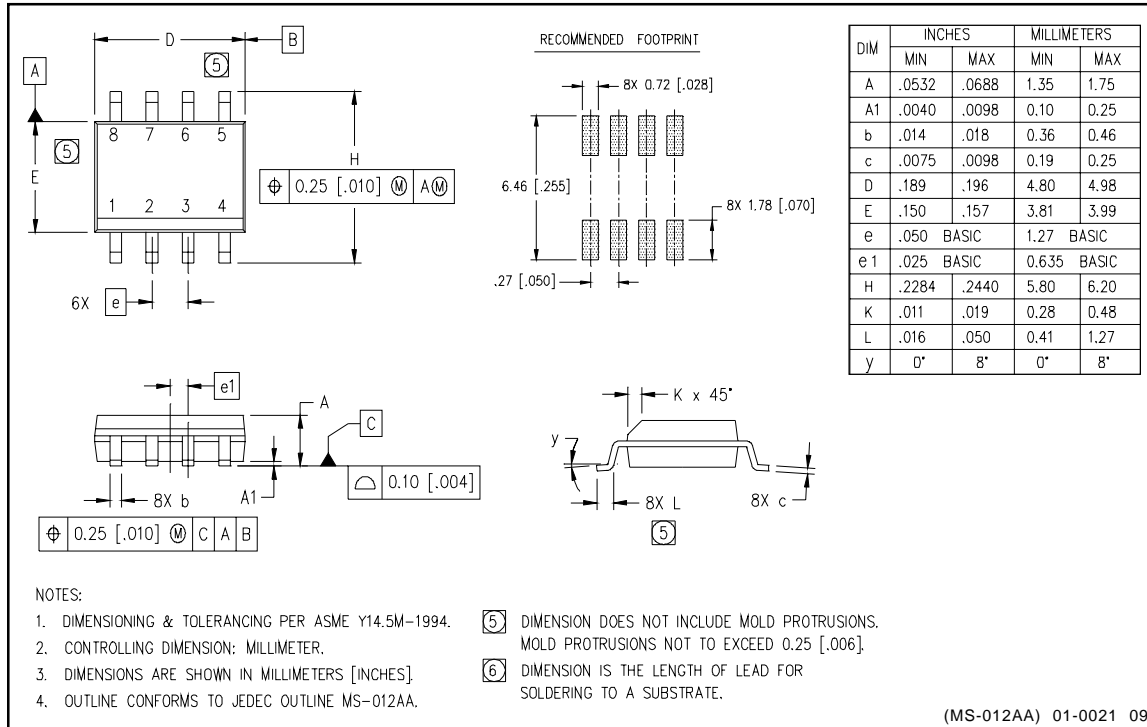 D
B
5
A
8 7 6 5
5
E
H
⌖ 0.25 [.010] Ⓜ AⓂ
1 2 3 4
6X e
RECOMMENDED FOOTPRINT
8X 0.72 [.028]
6.46 [.255]
8X 1.78 [.070]
.27 [.050]
DIM INCHES MILLIMETERS
MIN MAX MIN MAX
A .0532 .0688 1.35 1.75
A1 .0040 .0098 0.10 0.25
b .014 .018 0.36 0.46
c .0075 .0098 0.19 0.25
D .189 .196 4.80 4.98
E .150 .157 3.81 3.99
e .050 BASIC 1.27 BASIC
e1 .025 BASIC 0.635 BASIC
H .2284 .2440 5.80 6.20
K .011 .019 0.28 0.48
L .016 .050 0.41 1.27
y 0° 8° 0° 8°
e1
A
C
A1
⌓ 0.10 [.004]
8X b
⌖ 0.25 [.010] Ⓜ C A B
K x 45°
y
8X L
8X c
5
NOTES:
1. DIMENSIONING & TOLERANCING PER ASME Y14.5M-1994.
2. CONTROLLING DIMENSION: MILLIMETER.
3. DIMENSIONS ARE SHOWN IN MILLIMETERS [INCHES].
4. OUTLINE CONFORMS TO JEDEC OUTLINE MS-012AA.
5 DIMENSION DOES NOT INCLUDE MOLD PROTRUSIONS.
MOLD PROTRUSIONS NOT TO EXCEED 0.25 [.006].
6 DIMENSION IS THE LENGTH OF LEAD FOR
SOLDERING TO A SUBSTRATE.
(MS-012AA) 01-0021 09